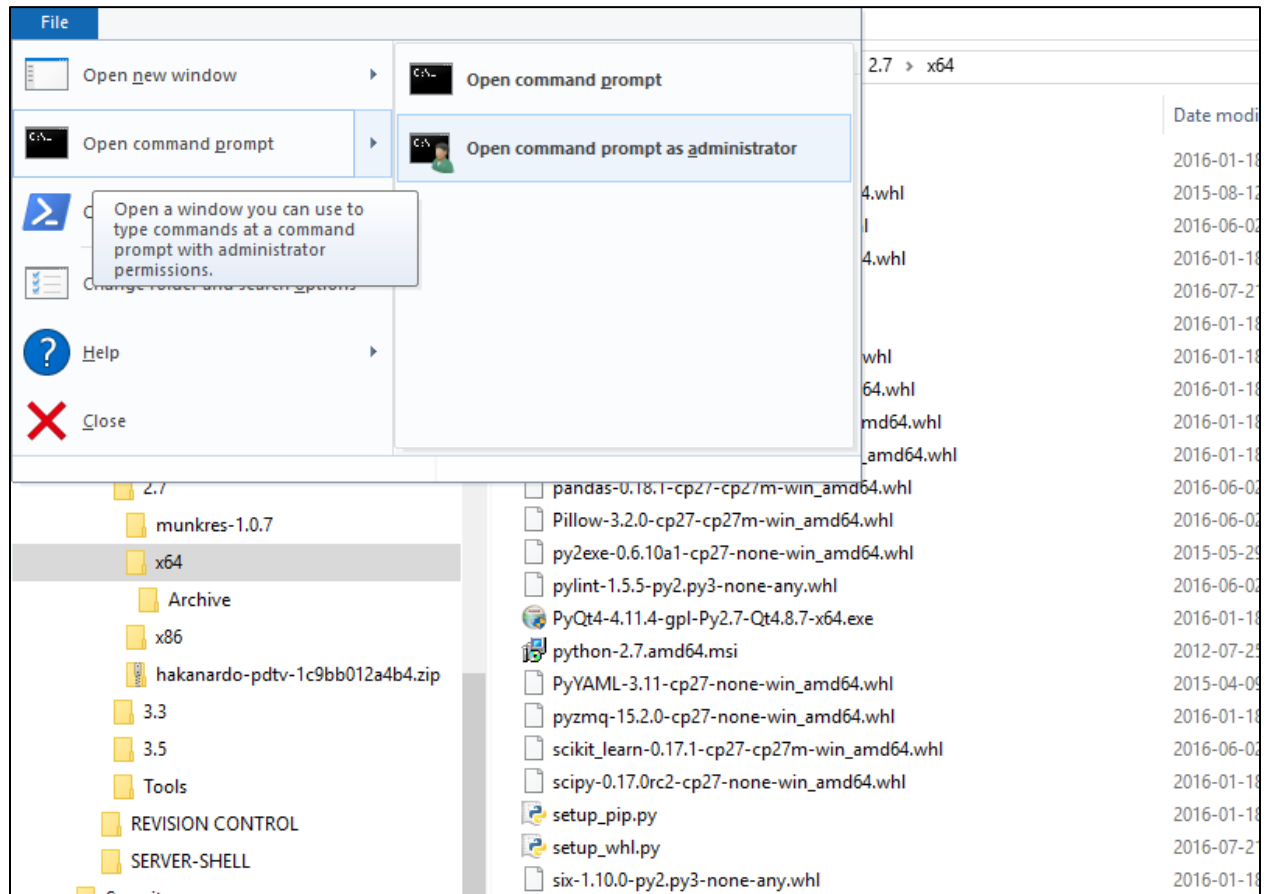 File
Open new window
Open command prompt
2.7 > x64
Open command prompt
Open command prompt as administrator
Open a window you can use to
type commands at a command
prompt with administrator
permissions.
Change folder and search options
Help
Close
Date modi
2016-01-18
4.whl 2015-08-12
2016-06-02
4.whl 2016-01-18
2016-07-21
2016-01-18
whl 2016-01-18
64.whl 2016-01-18
md64.whl 2016-01-18
_amd64.whl 2016-01-18
2.7
munkres-1.0.7
x64
Archive
x86
hakanardo-pdtv-1c9bb012a4b4.zip
3.3
3.5
Tools
REVISION CONTROL
SERVER-SHELL
pandas-0.18.1-cp27-cp27m-win_amd64.whl 2016-06-02
Pillow-3.2.0-cp27-cp27m-win_amd64.whl 2016-06-02
py2exe-0.6.10a1-cp27-none-win_amd64.whl 2015-05-29
pylint-1.5.5-py2.py3-none-any.whl 2016-06-02
PyQt4-4.11.4-gpl-Py2.7-Qt4.8.7-x64.exe 2016-01-18
python-2.7.amd64.msi 2012-07-25
PyYAML-3.11-cp27-none-win_amd64.whl 2015-04-09
pyzmq-15.2.0-cp27-none-win_amd64.whl 2016-01-18
scikit_learn-0.17.1-cp27-cp27m-win_amd64.whl 2016-06-02
scipy-0.17.0rc2-cp27-none-win_amd64.whl 2016-01-18
setup_pip.py 2016-01-18
setup_whl.py 2016-07-21
six-1.10.0-py2.py3-none-any.whl 2016-01-18